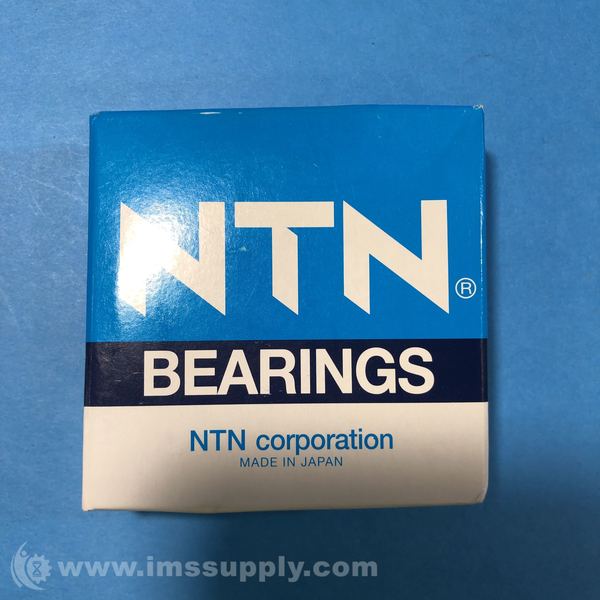 NTN®
BEARINGS
NTN corporation
MADE IN JAPAN
www.imssupply.com